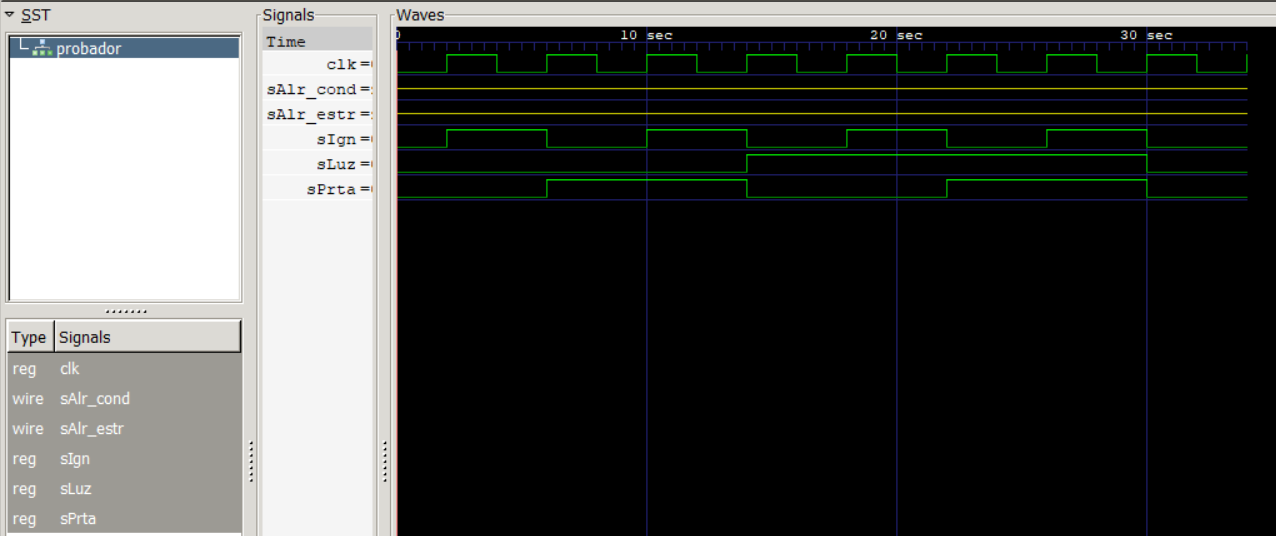 SST
probador
Type Signals
reg clk
wire sAlr_cond
wire sAlr_estr
reg sIgn
reg sLuz
reg sPrta
Signals
Time
clk =
sAlr_cond =
sAlr_estr =
sIgn =
sLuz =
sPrta =
Waves
0 10 sec 20 sec 30 sec